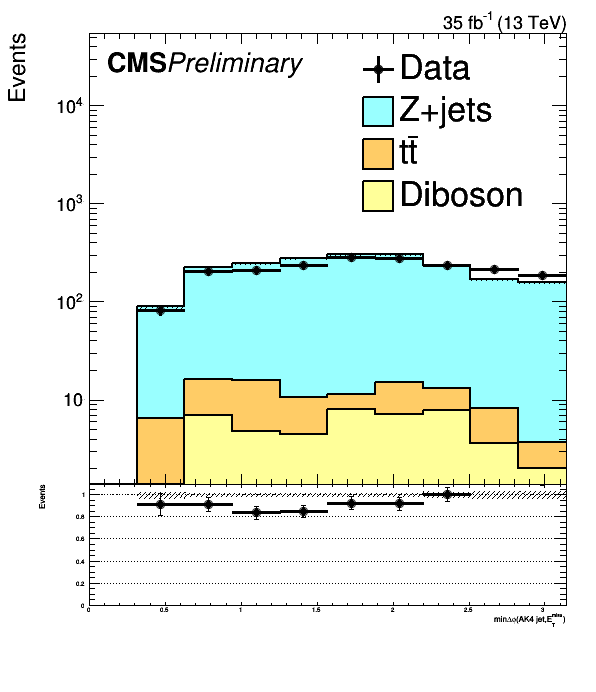 35 fb⁻¹ (13 TeV)
Events
CMS Preliminary
Data
Z+jets
tt̄
Diboson
10⁴
10³
10²
10
Events
1
0.8
0.6
0.4
0.2
0
0 0.5 1 1.5 2 2.5 3
minΔφ(AK4 jet,E_T^miss)